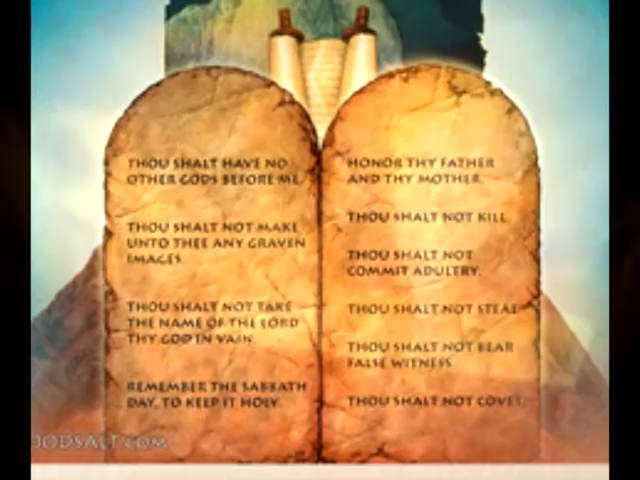 THOU SHALT HAVE NO
OTHER GODS BEFORE ME.
THOU SHALT NOT MAKE
UNTO THEE ANY GRAVEN
IMAGES.
THOU SHALT NOT TAKE
THE NAME OF THE LORD
THY GOD IN VAIN.
REMEMBER THE SABBATH
DAY, TO KEEP IT HOLY.
HONOR THY FATHER
AND THY MOTHER.
THOU SHALT NOT KILL.
THOU SHALT NOT
COMMIT ADULTRY.
THOU SHALT NOT STEAL.
THOU SHALT NOT BEAR
FALSE WITNESS.
THOU SHALT NOT COVET.
OODSALT.COM